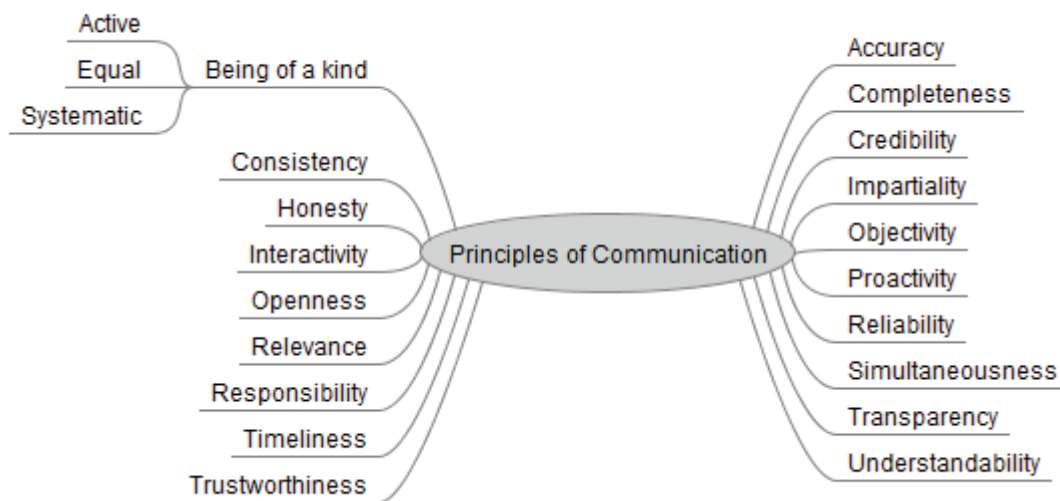 Active
Equal
Systematic
Being of a kind
Consistency
Honesty
Interactivity
Openness
Relevance
Responsibility
Timeliness
Trustworthiness
Principles of Communication
Accuracy
Completeness
Credibility
Impartiality
Objectivity
Proactivity
Reliability
Simultaneousness
Transparency
Understandability